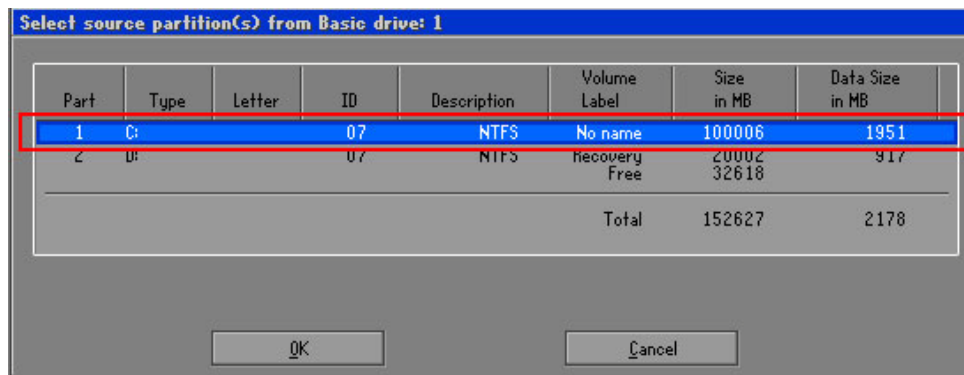 Select source partition(s) from Basic drive: 1
Part Type Letter ID Description Volume Label Size in MB Data Size in MB
1 C: 07 NTFS No name 100006 1951
2 D: 07 NTFS Recovery 20002 917
Free 32618
Total 152627 2178
OK Cancel